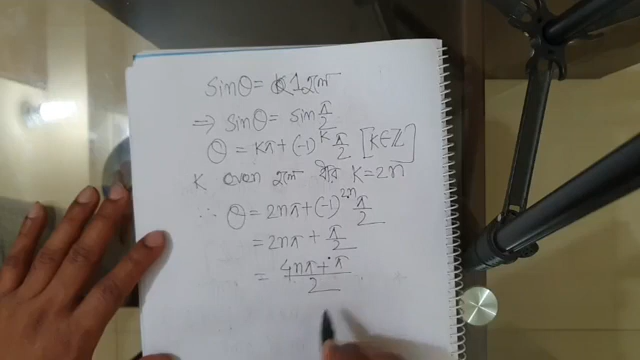 sinθ = 1 হলে
⇒ sinθ = sin π/2
θ = kπ + (-1)^k π/2 [k∈ℤ]
K even হলে ধরি K = 2n
∴ θ = 2nπ + (-1)^2n π/2
= 2nπ + π/2
= 4nπ + π / 2